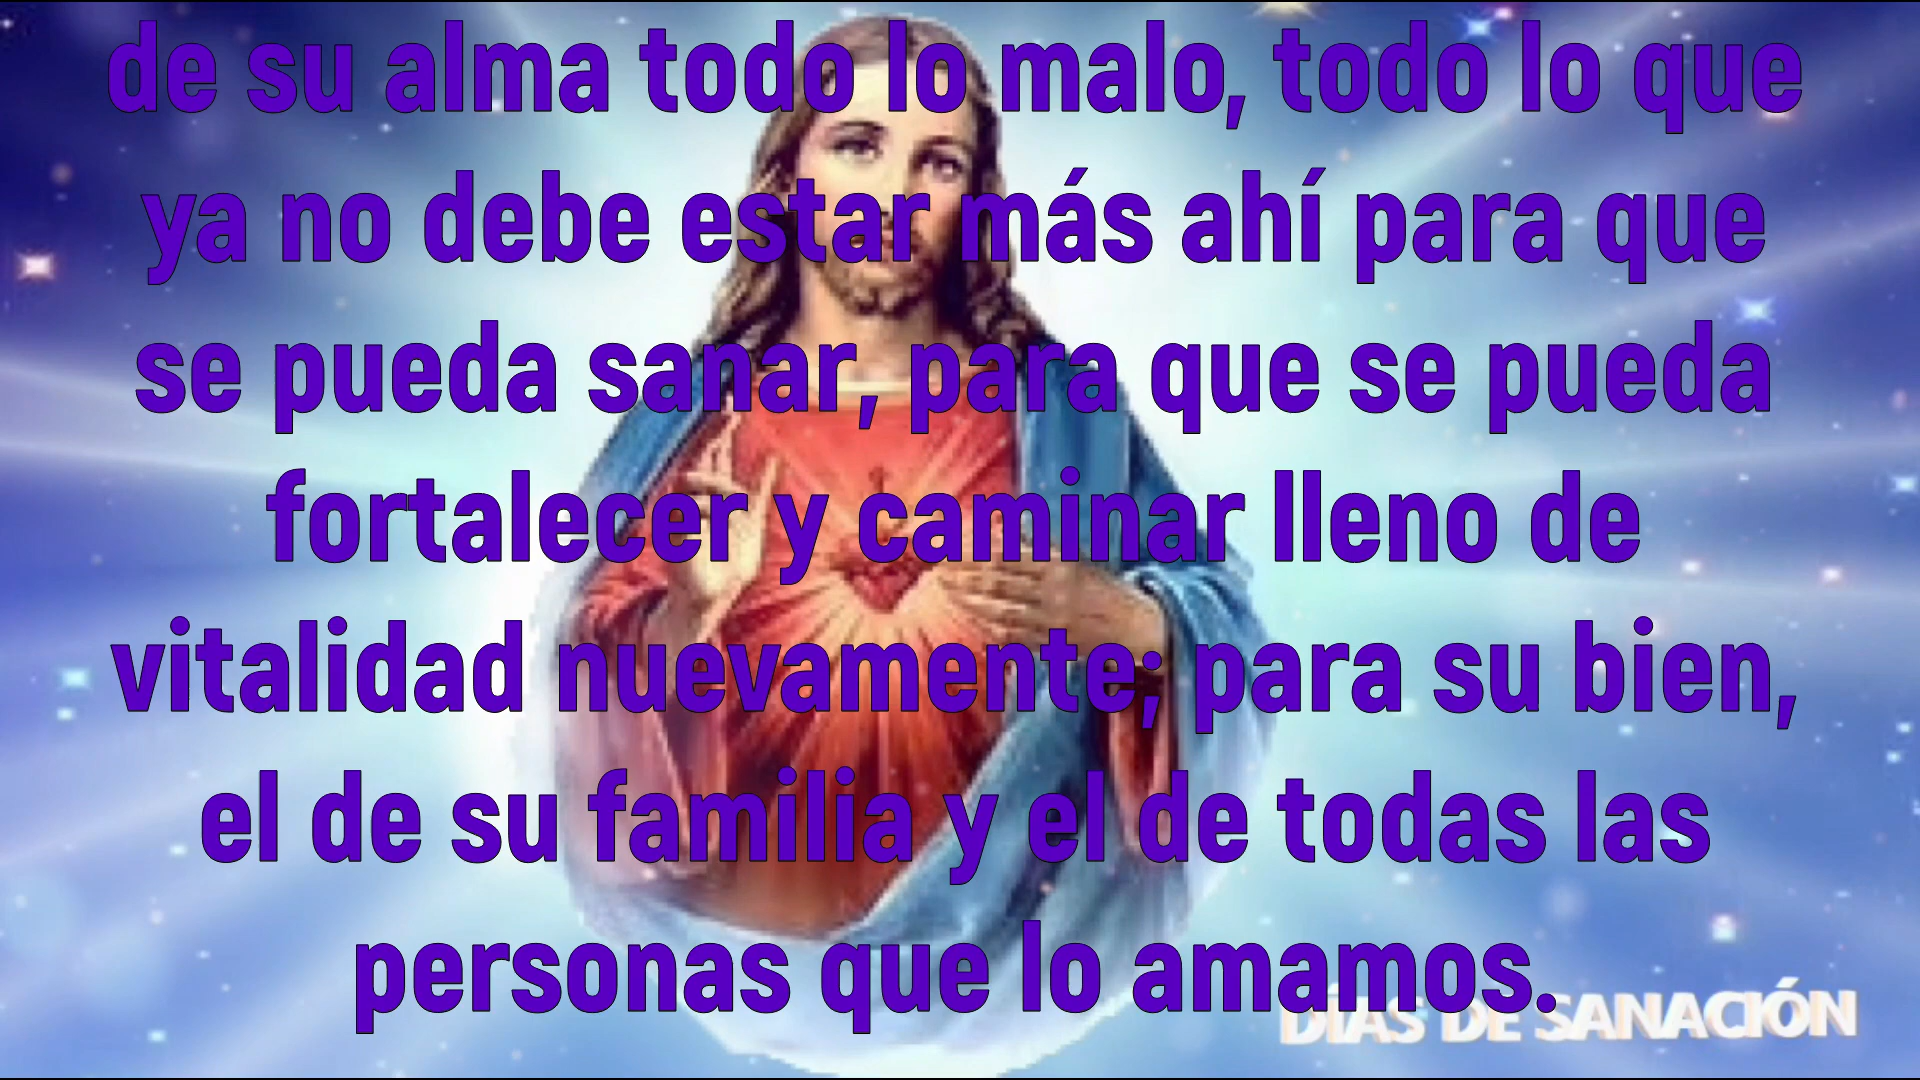 de su alma todo lo malo, todo lo que
ya no debe estar más ahí para que
se pueda sanar, para que se pueda
fortalecer y caminar lleno de
vitalidad nuevamente; para su bien,
el de su familia y el de todas las
personas que lo amamos.
DÍAS DE SANACIÓN